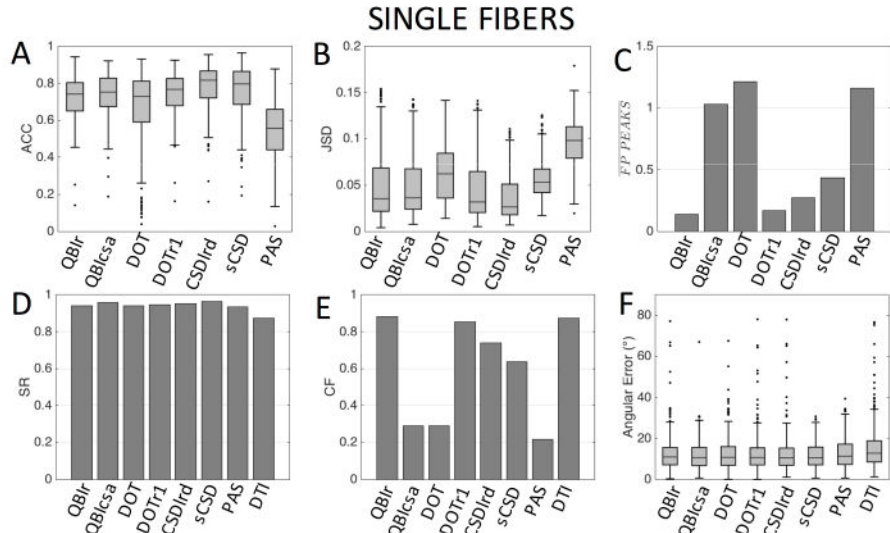 SINGLE FIBERS
A
ACC
1
0.8
0.6
0.4
0.2
0
QBIr
QBIcsa
DOT
DOTr1
CSDlrd
sCSD
PAS
B
JSD
0.2
0.15
0.1
0.05
0
QBIr
QBIcsa
DOT
DOTr1
CSDlrd
sCSD
PAS
C
FP PEAKS
1.5
1
0.5
0
QBIr
QBIcsa
DOT
DOTr1
CSDlrd
sCSD
PAS
D
SR
1
0.8
0.6
0.4
0.2
0
QBIr
QBIcsa
DOT
DOTr1
CSDlrd
sCSD
PAS
DTI
E
CF
1
0.8
0.6
0.4
0.2
0
QBIr
QBIcsa
DOT
DOTr1
CSDlrd
sCSD
PAS
DTI
F
Angular Error (°)
80
60
40
20
0
QBIr
QBIcsa
DOT
DOTr1
CSDlrd
sCSD
PAS
DTI